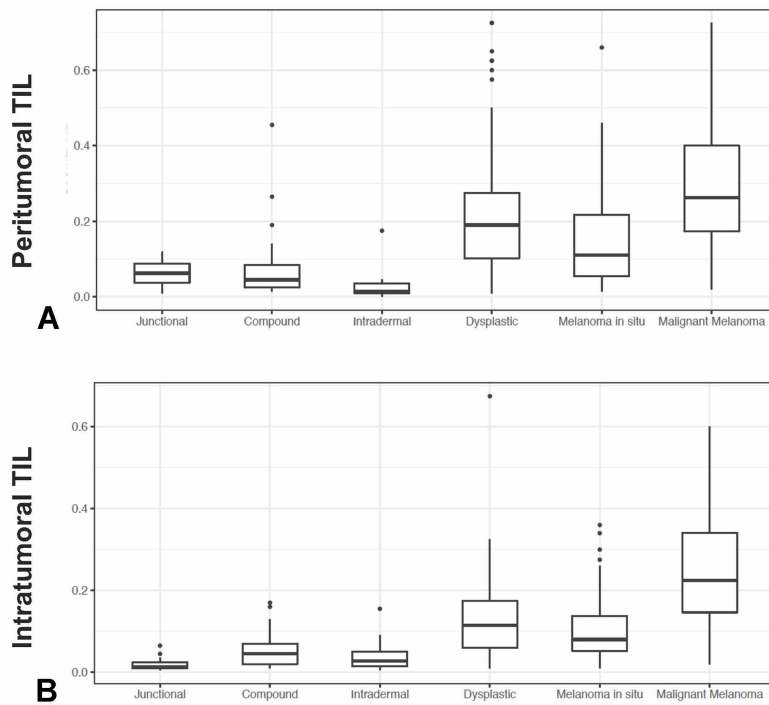 Peritumoral TIL
0.6
0.4
0.2
0.0
A
Junctional Compound Intradermal Dysplastic Melanoma in situ Malignant Melanoma
Intratumoral TIL
0.6
0.4
0.2
0.0
B
Junctional Compound Intradermal Dysplastic Melanoma in situ Malignant Melanoma